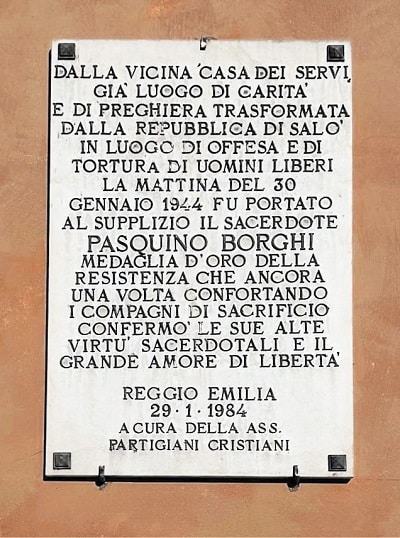 DALLA VICINA CASA DEI SERVI
GIÀ LUOGO DI CARITA'
E DI PREGHIERA TRASFORMATA
DALLA REPUBBLICA DI SALO'
IN LUOGO DI OFFESA E DI
TORTURA DI UOMINI LIBERI
LA MATTINA DEL 30
GENNAIO 1944 FU PORTATO
AL SUPPLIZIO IL SACERDOTE
PASQUINO BORGHI
MEDAGLIA D'ORO DELLA
RESISTENZA CHE ANCORA
UNA VOLTA CONFORTANDO
I COMPAGNI DI SACRIFICIO
CONFERMO' LE SUE ALTE
VIRTU' SACERDOTALI E IL
GRANDE AMORE DI LIBERTA'
REGGIO EMILIA
29·1·1984
A CURA DELLA ASS.
PARTIGIANI CRISTIANI